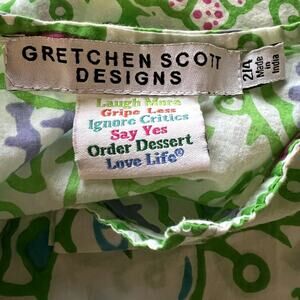 GRETCHEN SCOTT
DESIGNS
2/4
Made
in
India
Laugh More
Gripe Less
Ignore Critics
Say Yes
Order Dessert
Love Life®